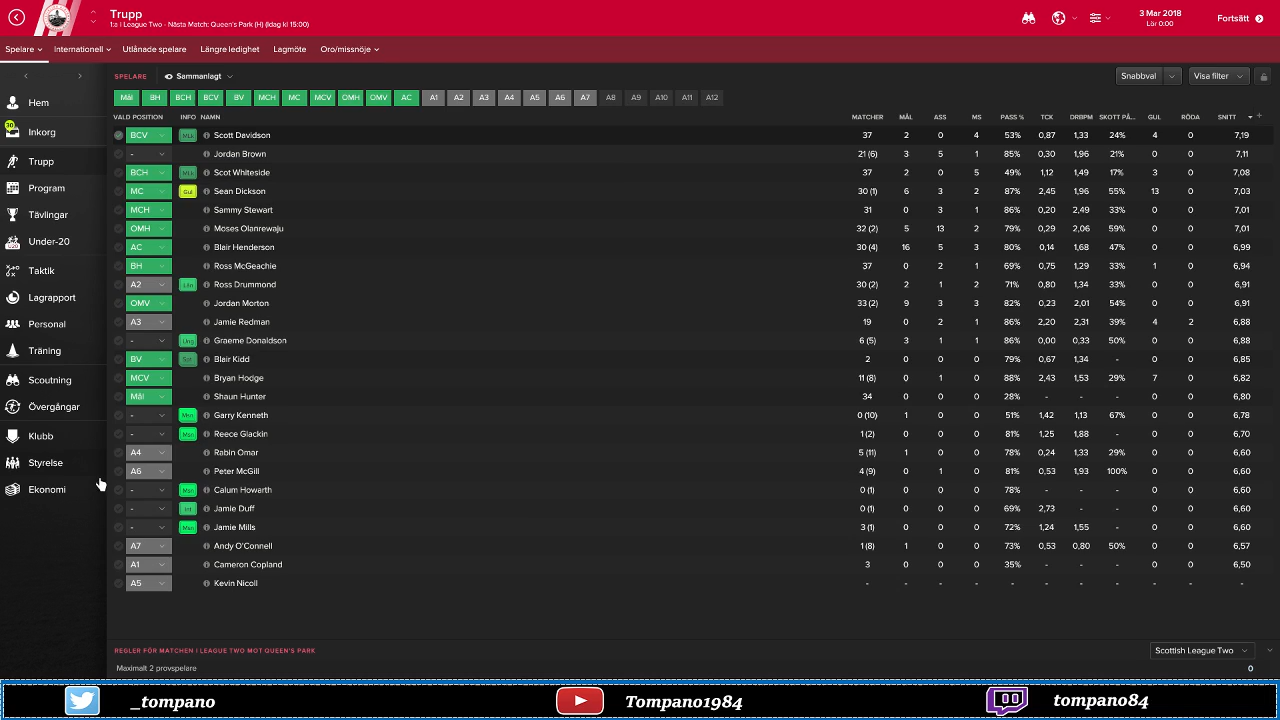 Trupp
1:a i League Two - Nästa Match: Queen's Park (H) (Idag kl 15:00)
3 Mar 2018
Lör 0:00
Fortsätt
Spelare Internationell Utlånade spelare Längre ledighet Lagmöte Oro/missnöje
SPELARE Sammanlagt Snabbval Visa filter
Mål BH BCH BCV BV MCH MC MCV OMH OMV AC A1 A2 A3 A4 A5 A6 A7 A8 A9 A10 A11 A12
Hem
30
Inkorg
Trupp
Program
Tävlingar
Under-20
Taktik
Lagrapport
Personal
Träning
Scoutning
Övergångar
Klubb
Styrelse
Ekonomi
VALD POSITION INFO NAMN MATCHER MÅL ASS MS PASS % TCK DRBPM SKOTT PÅ... GUL RÖDA SNITT
BCV MLk Scott Davidson 37 2 0 4 53% 0,87 1,33 24% 4 0 7,19
- Jordan Brown 21 (6) 3 5 1 85% 0,30 1,96 21% 0 0 7,11
BCH MLk Scot Whiteside 37 2 0 5 49% 1,12 1,49 17% 3 0 7,08
MC Gul Sean Dickson 30 (1) 6 3 2 87% 2,45 1,96 55% 13 0 7,03
MCH Sammy Stewart 31 0 3 1 86% 0,20 2,49 33% 0 0 7,01
OMH Moses Olanrewaju 32 (2) 5 13 2 79% 0,29 2,06 59% 0 0 7,01
AC Blair Henderson 30 (4) 16 5 3 80% 0,14 1,68 47% 0 0 6,99
BH Ross McGeachie 37 0 2 1 69% 0,75 1,29 33% 1 0 6,94
A2 Lån Ross Drummond 30 (2) 2 1 2 71% 0,80 1,34 33% 0 0 6,91
OMV Jordan Morton 33 (2) 9 3 3 82% 0,23 2,01 54% 0 0 6,91
A3 Jamie Redman 19 0 2 1 86% 2,20 2,31 39% 4 2 6,88
- Ung Graeme Donaldson 6 (5) 3 1 1 86% 0,00 0,33 50% 0 0 6,88
BV Blair Kidd 2 0 0 0 79% 0,67 1,34 - 0 0 6,85
MCV Bryan Hodge 11 (8) 0 1 0 88% 2,43 1,53 29% 7 0 6,82
Mål Shaun Hunter 34 0 0 0 28% - - - 0 0 6,80
- Msn Garry Kenneth 0 (10) 1 0 0 51% 1,42 1,13 67% 0 0 6,78
- Msn Reece Glackin 1 (2) 0 0 0 81% 1,25 1,88 - 0 0 6,70
A4 Rabin Omar 5 (11) 1 0 0 78% 0,24 1,33 29% 0 0 6,60
A6 Peter McGill 4 (9) 0 1 0 81% 0,53 1,93 100% 0 0 6,60
- Msn Calum Howarth 0 (1) 0 0 0 78% - - - 0 0 6,60
- Int Jamie Duff 0 (1) 0 0 0 69% 2,73 - - 0 0 6,60
- Msn Jamie Mills 3 (1) 0 0 0 72% 1,24 1,55 - 0 0 6,60
A7 Andy O'Connell 1 (8) 1 0 0 73% 0,53 0,80 50% 0 0 6,57
A1 Cameron Copland 3 0 0 0 35% - - - 0 0 6,50
A5 Kevin Nicoll - - - - - - - - - - -
REGLER FÖR MATCHEN I LEAGUE TWO MOT QUEEN'S PARK Scottish League Two
Maximalt 2 provspelare 0
_tompano Tompano1984 tompano84